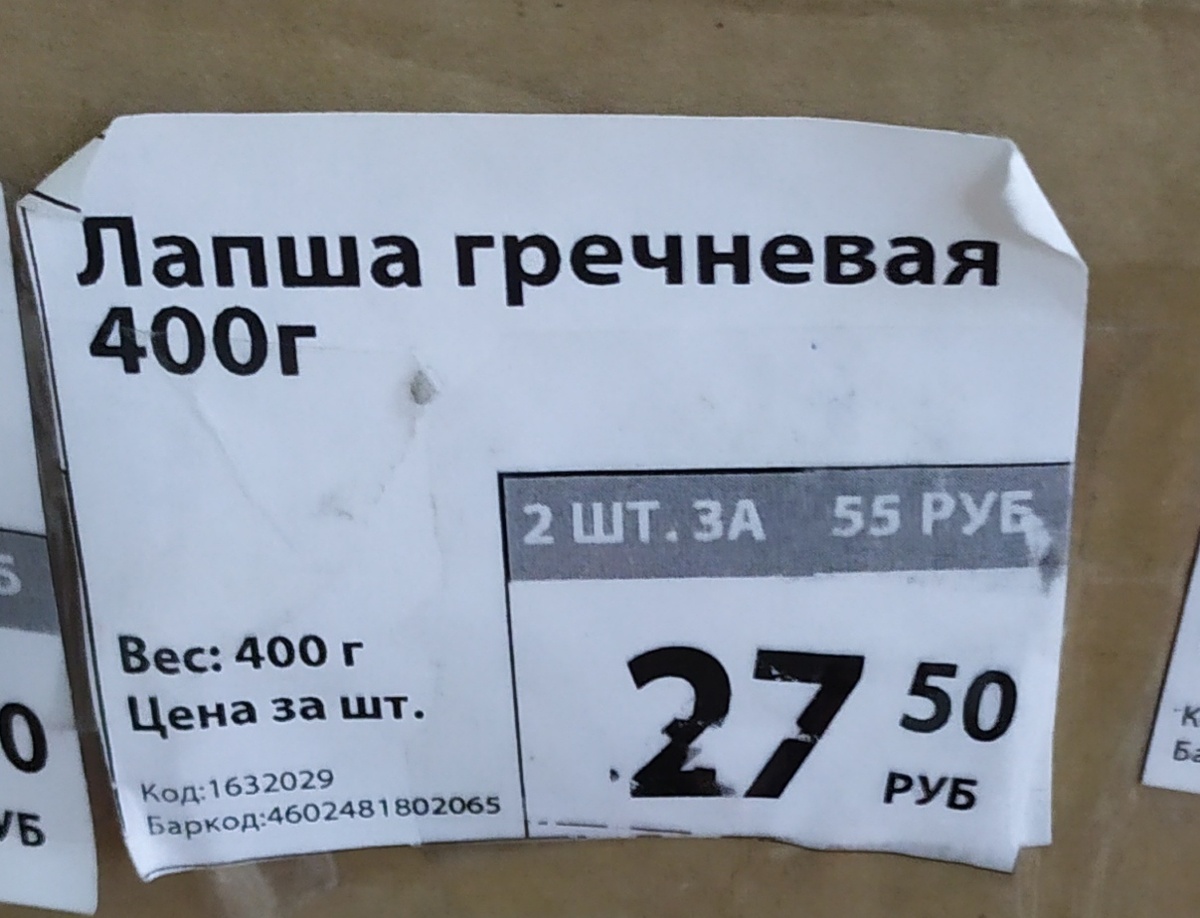 Лапша гречневая
400г
2 ШТ. ЗА 55 РУБ
27 50
РУБ
Вес: 400 г
Цена за шт.
Код:1632029
Баркод:4602481802065